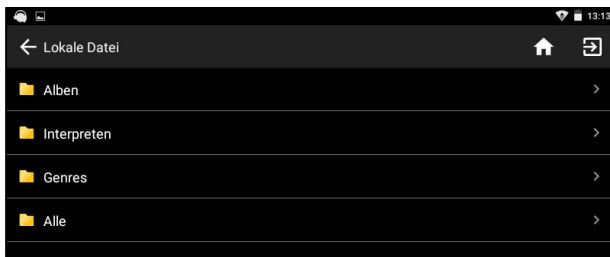 13:13
Lokale Datei
Alben
Interpreten
Genres
Alle